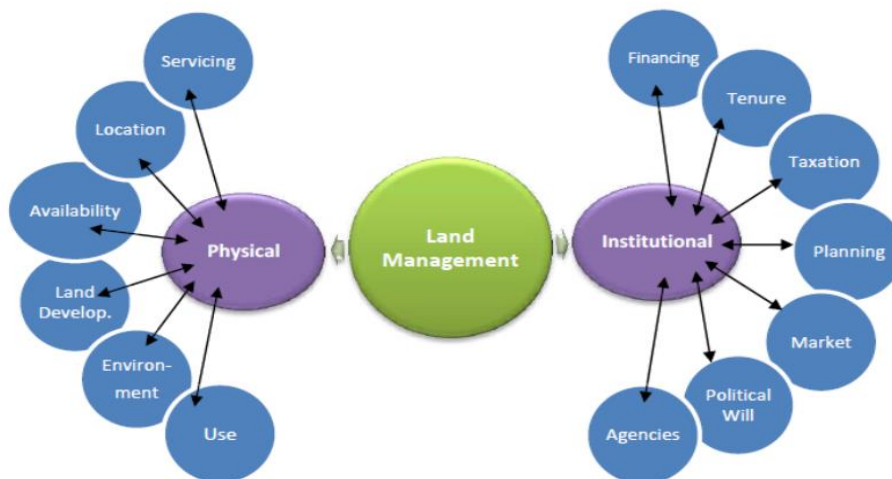 Servicing
Location
Availability
Land
Develop.
Environ-
ment
Use
Physical
Land
Management
Institutional
Financing
Tenure
Taxation
Planning
Market
Political
Will
Agencies